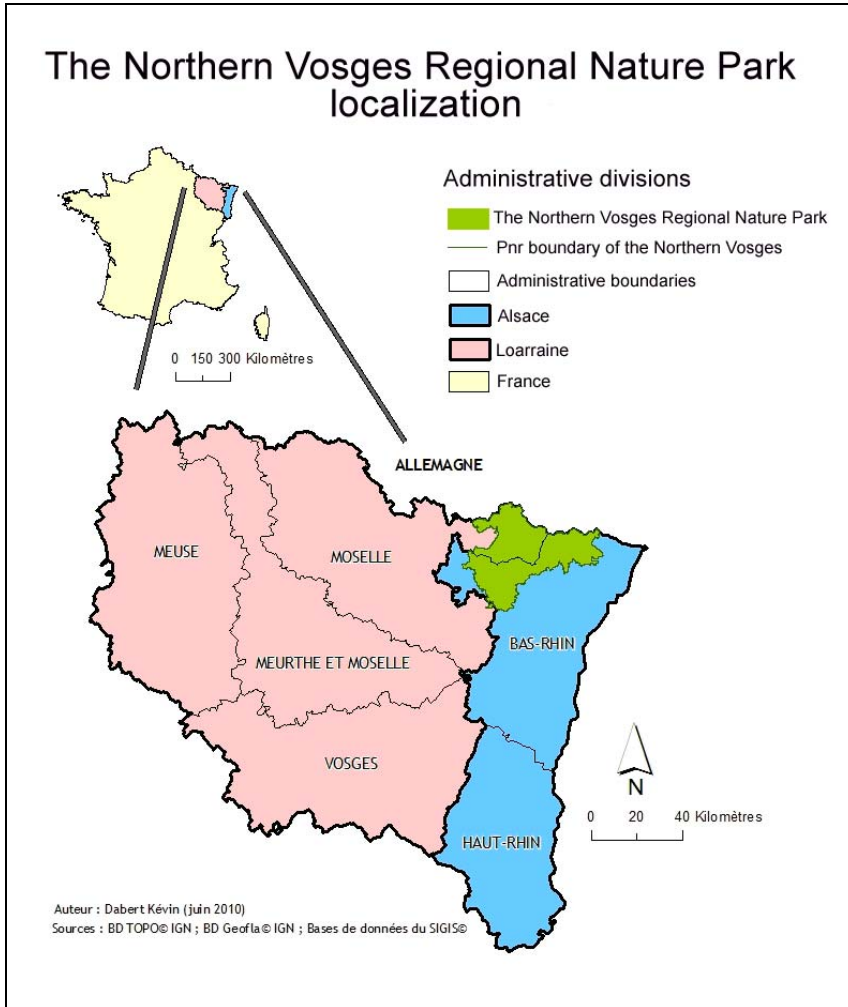 The Northern Vosges Regional Nature Park
localization
Administrative divisions
The Northern Vosges Regional Nature Park
Pnr boundary of the Northern Vosges
Administrative boundaries
Alsace
Loarraine
France
0 150 300 Kilomètres
ALLEMAGNE
MEUSE
MOSELLE
MEURTHE ET MOSELLE
BAS-RHIN
VOSGES
HAUT-RHIN
N
0 20 40 Kilomètres
Auteur : Dabert Kévin (juin 2010)
Sources : BD TOPO© IGN ; BD Geofla© IGN ; Bases de données du SIGIS©